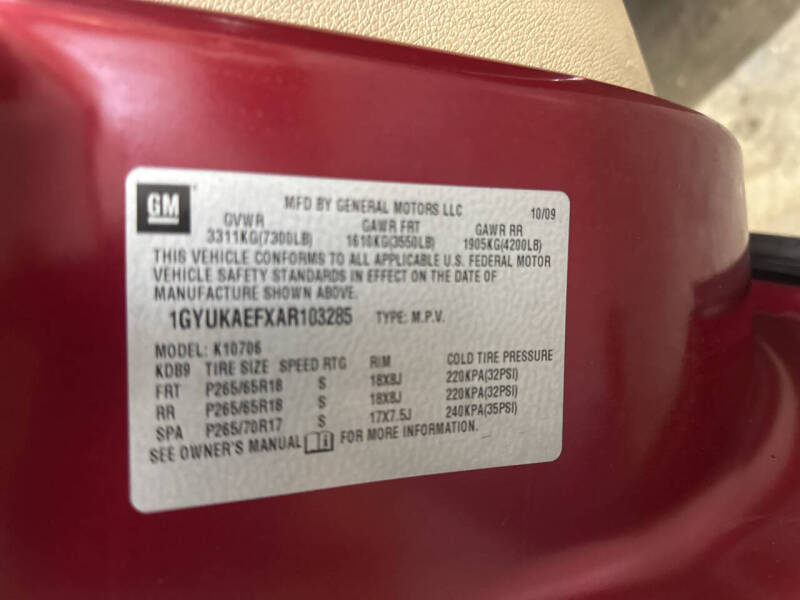 GM MFD BY GENERAL MOTORS LLC 10/09
GVWR GAWR FRT GAWR RR
3311KG(7300LB) 1610KG(3550LB) 1905KG(4200LB)
THIS VEHICLE CONFORMS TO ALL APPLICABLE U.S. FEDERAL MOTOR
VEHICLE SAFETY STANDARDS IN EFFECT ON THE DATE OF
MANUFACTURE SHOWN ABOVE.
1GYUKAEFXAR103285 TYPE: M.P.V.
MODEL: K10706
KDB9 TIRE SIZE SPEED RTG RIM COLD TIRE PRESSURE
FRT P265/65R18 S 18X8J 220KPA(32PSI)
RR P265/65R18 S 18X8J 220KPA(32PSI)
SPA P265/70R17 S 17X7.5J 240KPA(35PSI)
SEE OWNER'S MANUAL i FOR MORE INFORMATION.